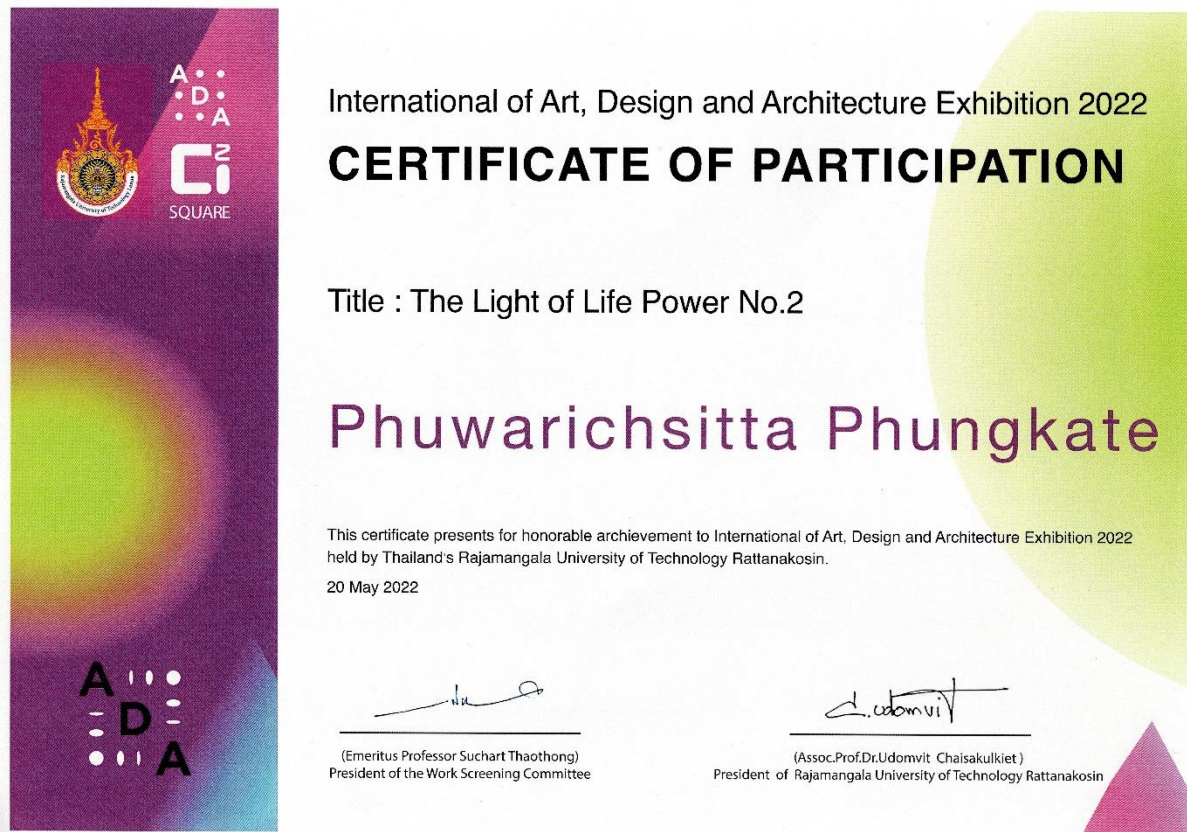 A
D
A
Ci2
SQUARE
International of Art, Design and Architecture Exhibition 2022
CERTIFICATE OF PARTICIPATION
Title : The Light of Life Power No.2
Phuwarichsitta Phungkate
This certificate presents for honorable archievement to International of Art, Design and Architecture Exhibition 2022
held by Thailand's Rajamangala University of Technology Rattanakosin.
20 May 2022
A
D
A
C.udomvit
(Emeritus Professor Suchart Thaothong)
President of the Work Screening Committee
(Assoc.Prof.Dr.Udomvit Chaisakulkiet)
President of Rajamangala University of Technology Rattanakosin